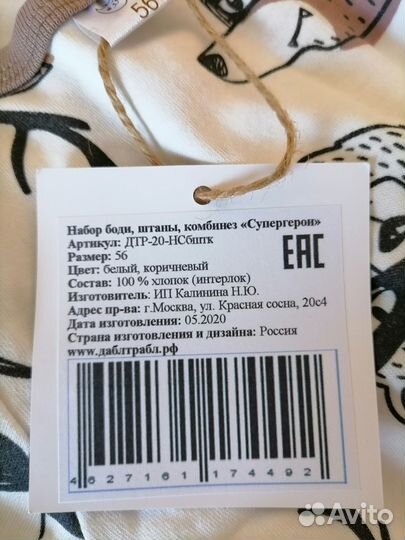 56
Набор боди, штаны, комбинез «Супергерои»
Артикул: ДТР-20-НСбштк
Размер: 56
Цвет: белый, коричневый
Состав: 100 % хлопок (интерлок)
Изготовитель: ИП Калинина Н.Ю.
Адрес пр-ва: г.Москва, ул. Красная сосна, 20с4
Дата изготовления: 05.2020
Страна изготовления и дизайна: Россия
www.даблтрабл.рф
EAC
4627161174492
Avito